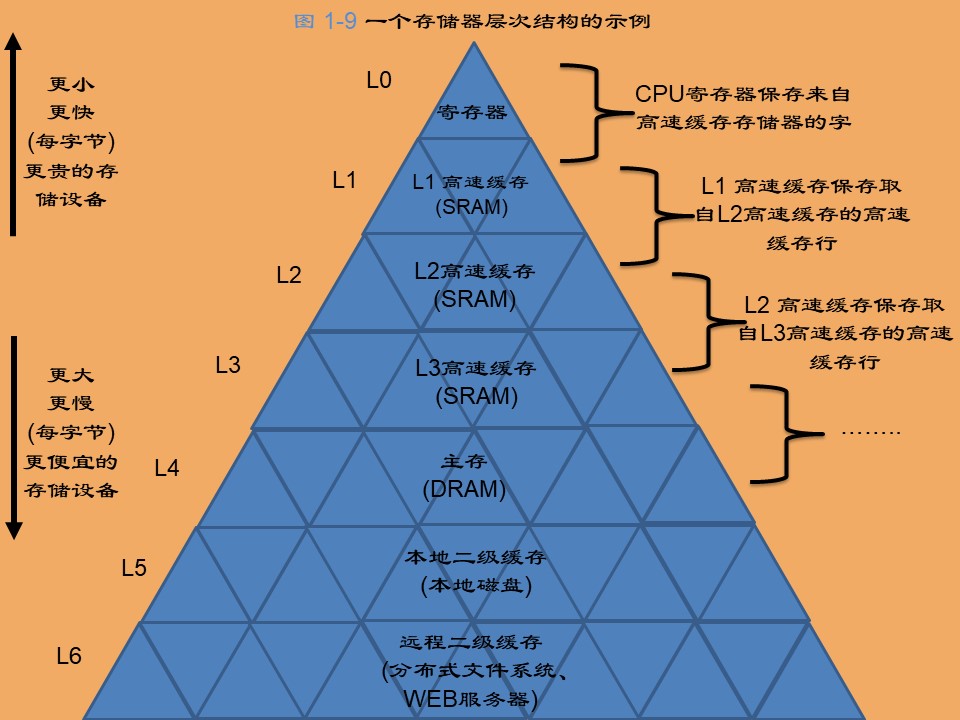 图 1-9 一个存储器层次结构的示例
更小
更快
(每字节)
更贵的存
储设备
更大
更慢
(每字节)
更便宜的
存储设备
L0
寄存器
CPU寄存器保存来自
高速缓存存储器的字
L1
L1 高速缓存
(SRAM)
L1 高速缓存保存取
自L2高速缓存的高速
缓存行
L2
L2高速缓存
(SRAM)
L2 高速缓存保存取
自L3高速缓存的高速
缓存行
L3
L3高速缓存
(SRAM)
........
L4
主存
(DRAM)
L5
本地二级缓存
(本地磁盘)
L6
远程二级缓存
(分布式文件系统、
WEB服务器)